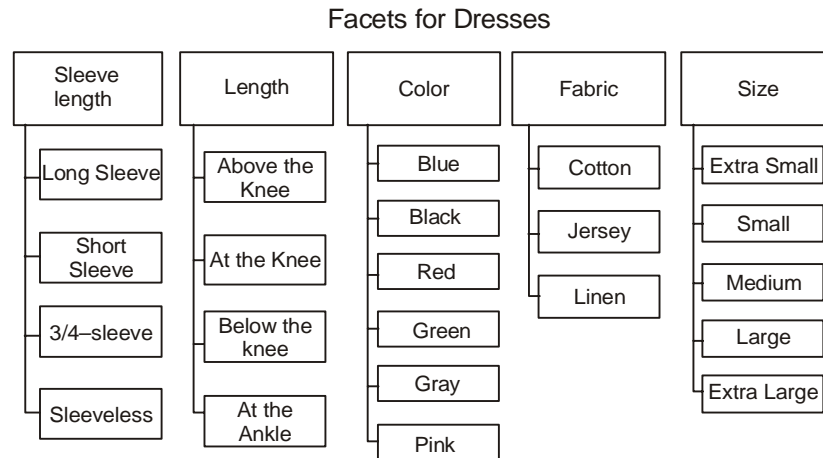 Facets for Dresses
Sleeve
length
Long Sleeve
Short
Sleeve
3/4–sleeve
Sleeveless
Length
Above the
Knee
At the Knee
Below the
knee
At the
Ankle
Color
Blue
Black
Red
Green
Gray
Pink
Fabric
Cotton
Jersey
Linen
Size
Extra Small
Small
Medium
Large
Extra Large